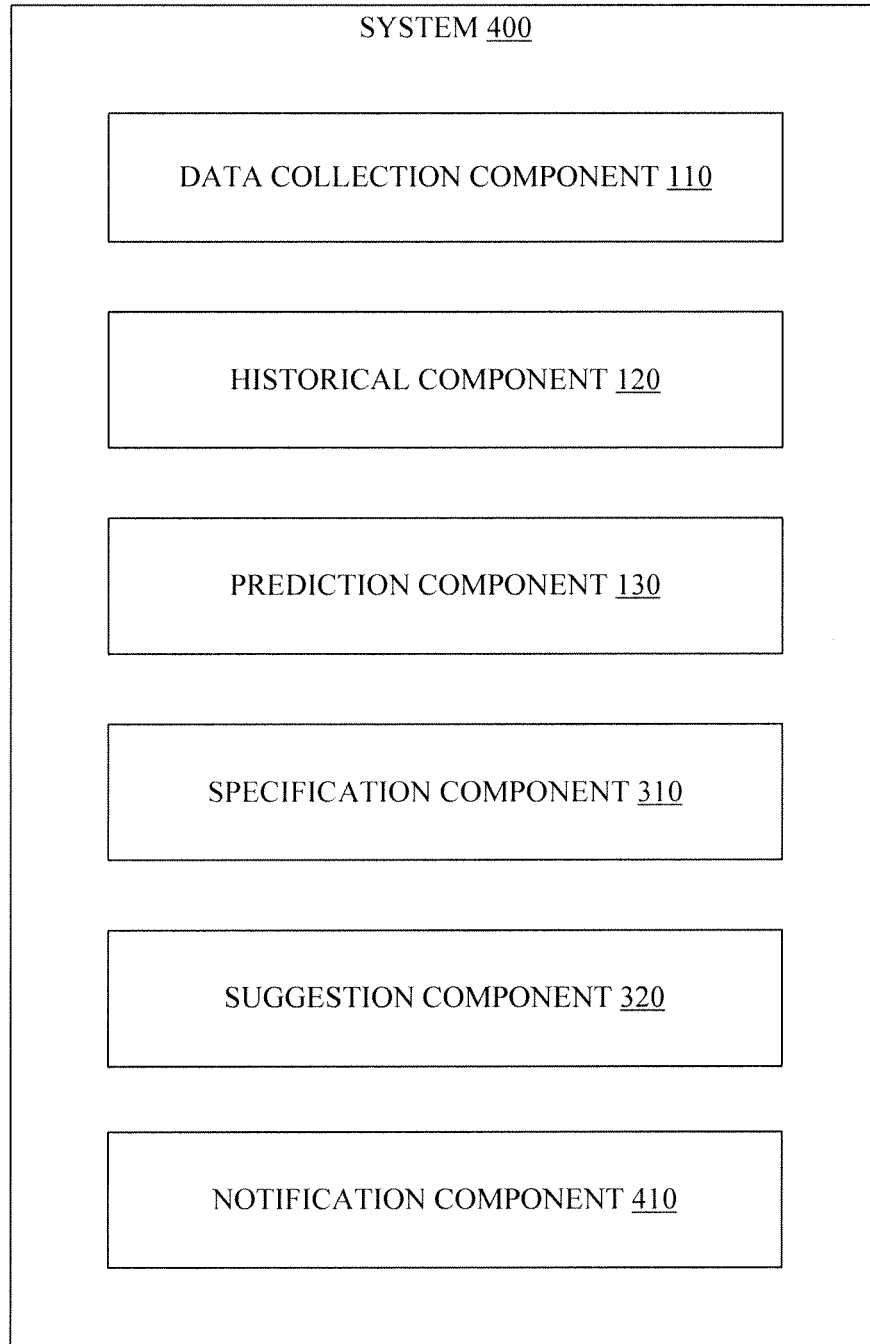 SYSTEM 400
DATA COLLECTION COMPONENT 110
HISTORICAL COMPONENT 120
PREDICTION COMPONENT 130
SPECIFICATION COMPONENT 310
SUGGESTION COMPONENT 320
NOTIFICATION COMPONENT 410